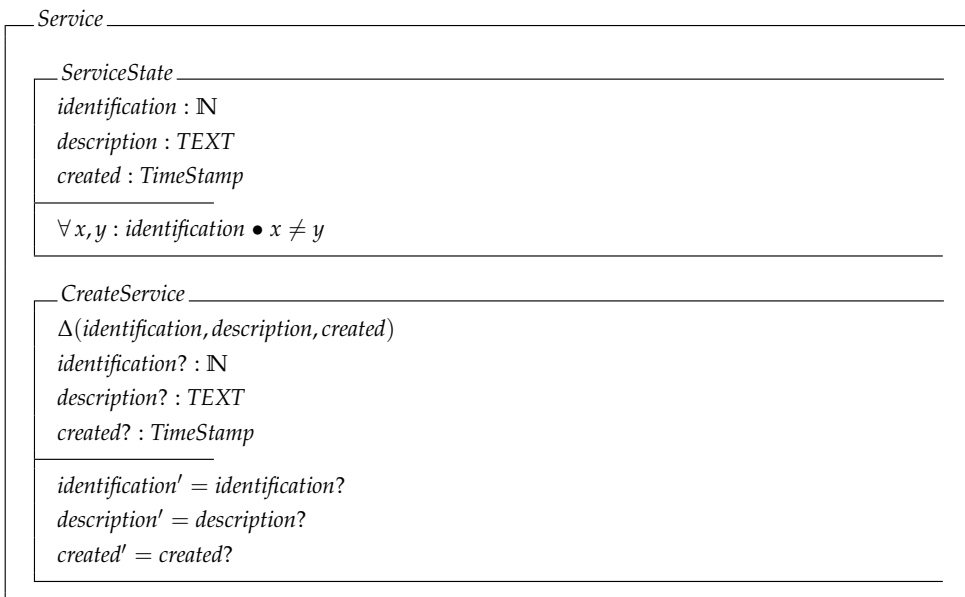 Service
ServiceState
identification : ℕ
description : TEXT
created : TimeStamp
∀ x, y : identification • x ≠ y
CreateService
Δ(identification, description, created)
identification? : ℕ
description? : TEXT
created? : TimeStamp
identification′ = identification?
description′ = description?
created′ = created?